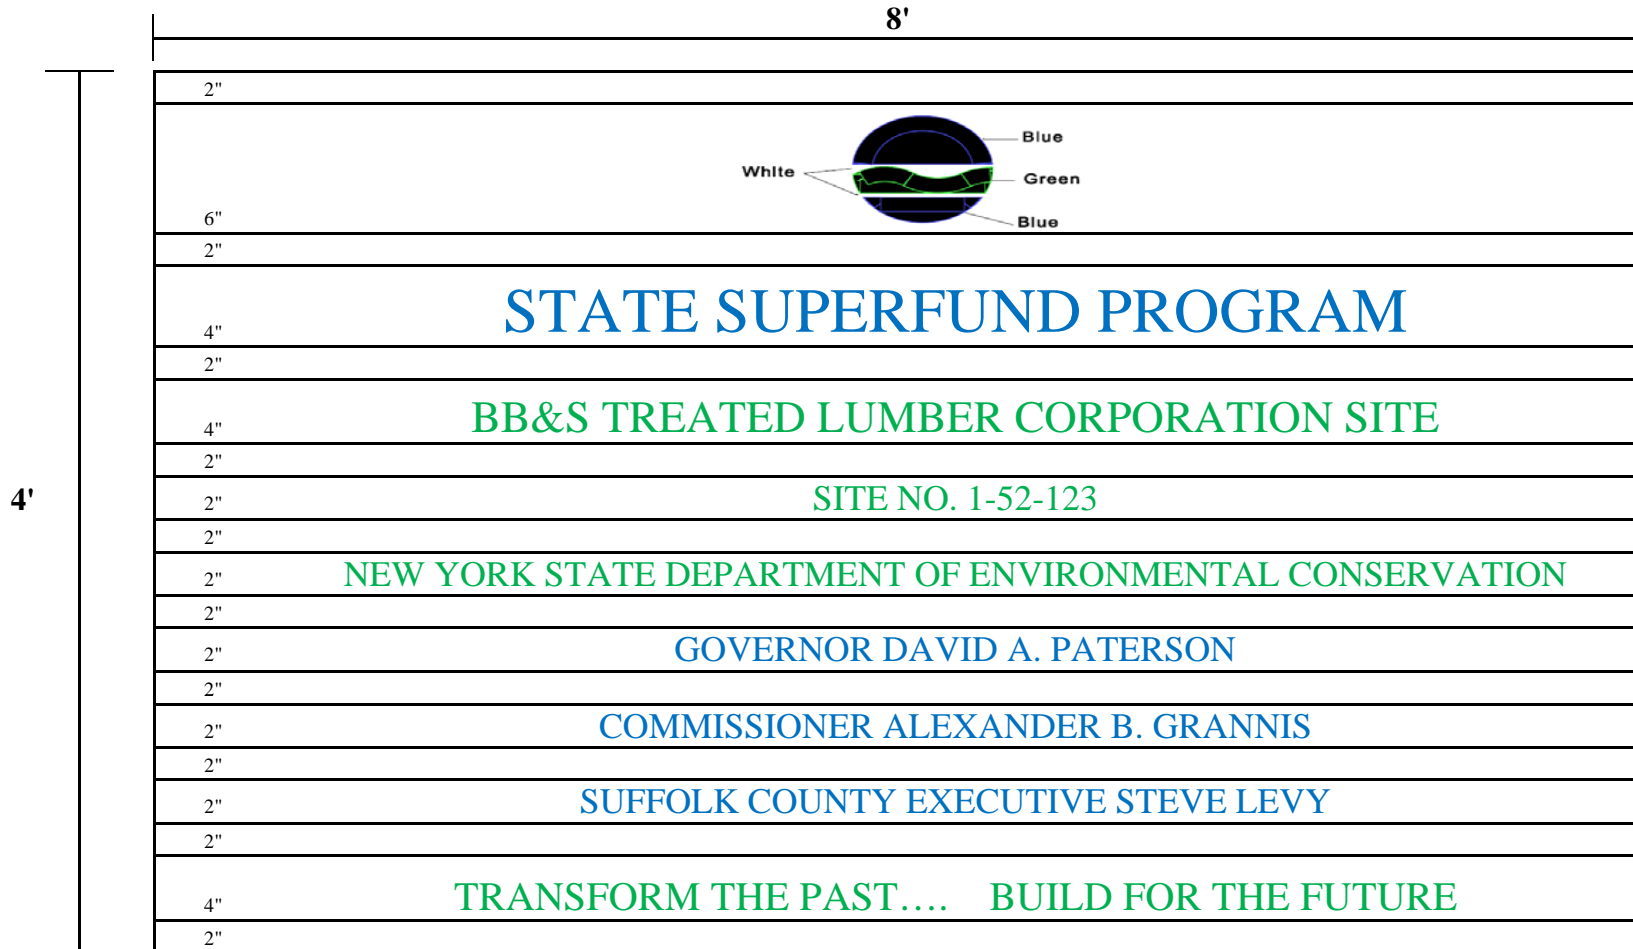 8'
2"
Blue
White
Green
6"
Blue
2"
STATE SUPERFUND PROGRAM
4"
2"
BB&S TREATED LUMBER CORPORATION SITE
4"
2"
4'
2" SITE NO. 1-52-123
2"
2" NEW YORK STATE DEPARTMENT OF ENVIRONMENTAL CONSERVATION
2"
2" GOVERNOR DAVID A. PATERSON
2"
2" COMMISSIONER ALEXANDER B. GRANNIS
2"
2" SUFFOLK COUNTY EXECUTIVE STEVE LEVY
2"
4" TRANSFORM THE PAST.... BUILD FOR THE FUTURE
2"